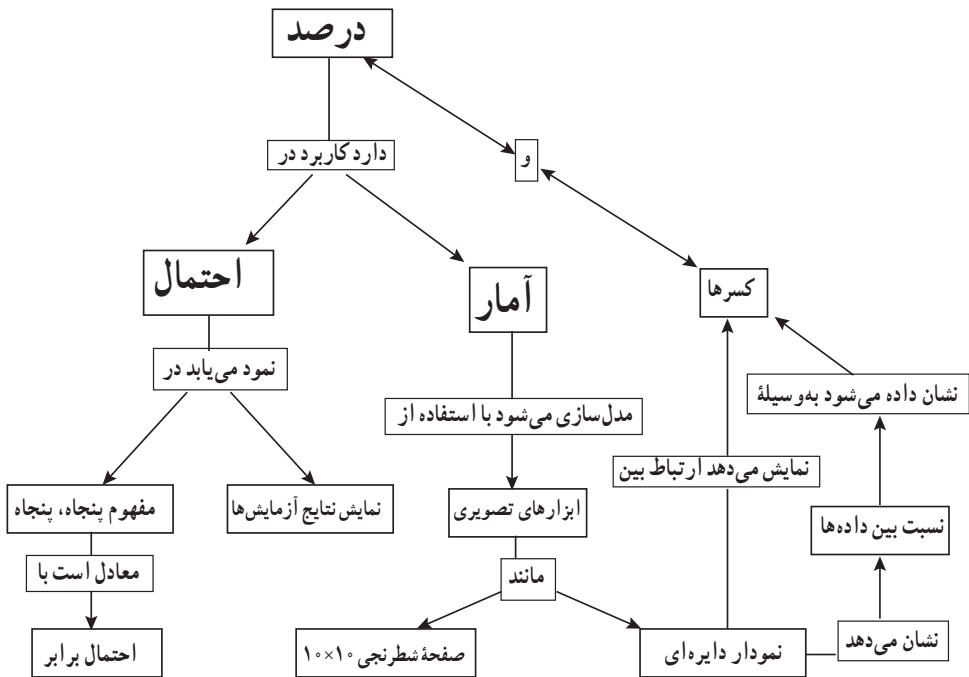 درصد
دارد کاربرد در
و
احتمال
آمار
کسرها
نمود می‌یابد در
مدل‌سازی می‌شود با استفاده از
نشان داده می‌شود به‌وسیلهٔ
نمایش می‌دهد ارتباط بین
مفهوم پنجاه، پنجاه
نمایش نتایج آزمایش‌ها
ابزارهای تصویری
نسبت بین داده‌ها
معادل است با
مانند
احتمال برابر
صفحهٔ شطرنجی ۱۰×۱۰
نمودار دایره‌ای
نشان می‌دهد